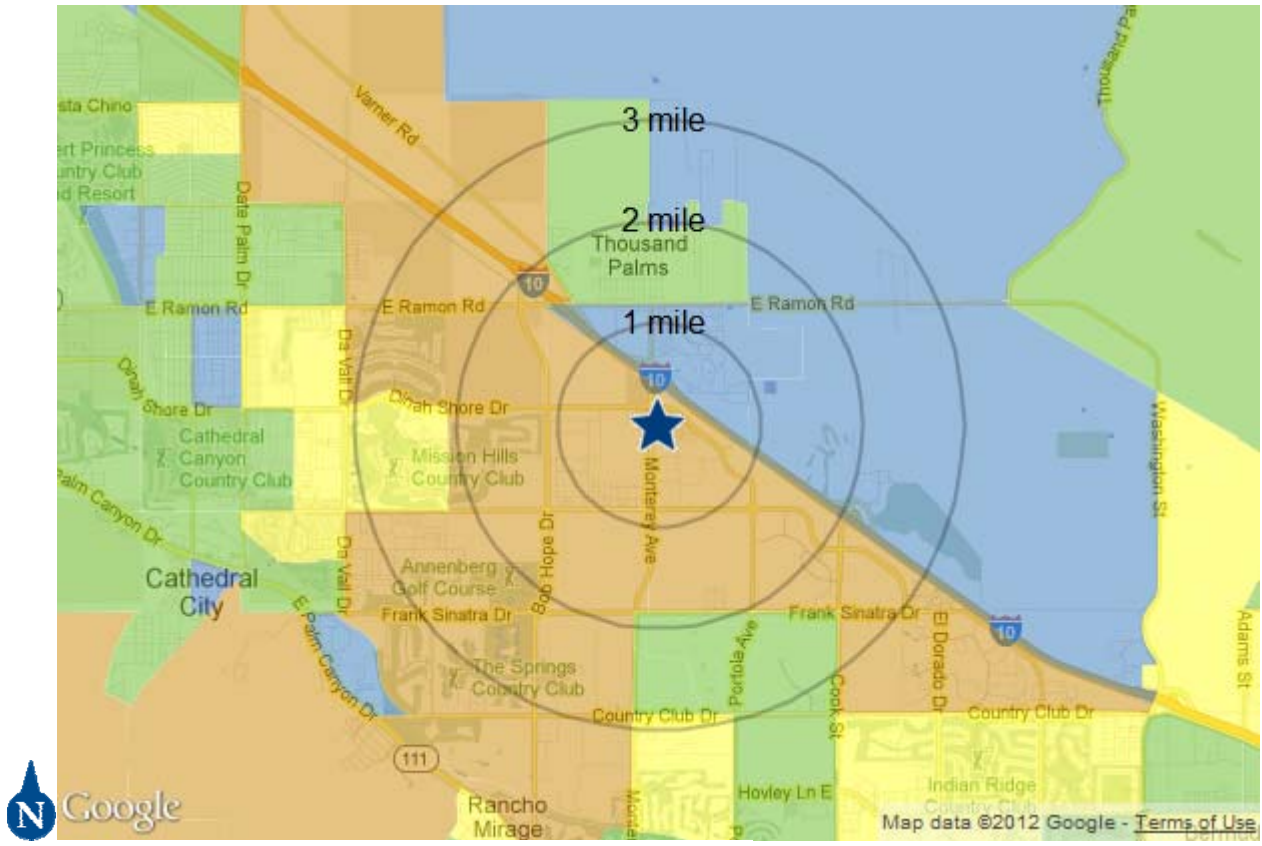 Thousand Pa
sta Chino
Varner Rd
3 mile
ert Princess
untry Club
d Resort
Date Palm Dr
2 mile
Thousand
Palms
10
E Ramon Rd
E Ramon Rd
E Ramon Rd
1 mile
Da Vall Dr
10
Dinah Shore Dr
Dinah Shore Dr
Washington St
Cathedral
Canyon
Country Club
Mission Hills
Country Club
Monterey Ave
Palm Canyon Dr
Bob Hope Dr
Da Vall Dr
Annenberg
Golf Course
Cathedral
City
E Palm Canyon Dr
Frank Sinatra Dr
Frank Sinatra Dr
El Dorado Dr
10
Adams St
Portola Ave
The Springs
Country Club
Cook St
Country Club Dr
Country Club Dr
111
Indian Ridge
Country Club
Hovley Ln E
Rancho
Mirage
Monte
P
N
Google
Map data ©2012 Google - Terms of Use